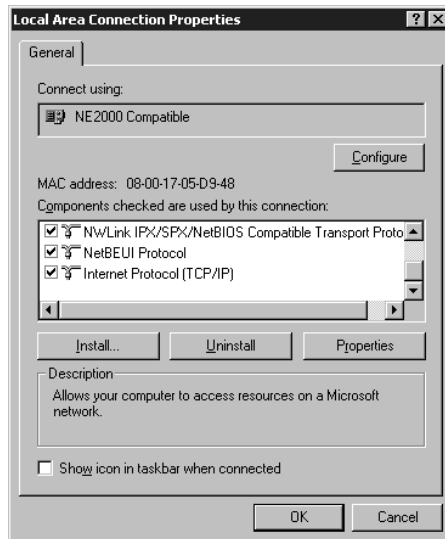 Local Area Connection Properties
General
Connect using:
NE2000 Compatible
Configure
MAC address: 08-00-17-05-D9-48
Components checked are used by this connection:
NWLink IPX/SPX/NetBIOS Compatible Transport Proto
NetBEUI Protocol
Internet Protocol (TCP/IP)
Install... Uninstall Properties
Description
Allows your computer to access resources on a Microsoft
network.
Show icon in taskbar when connected
OK Cancel